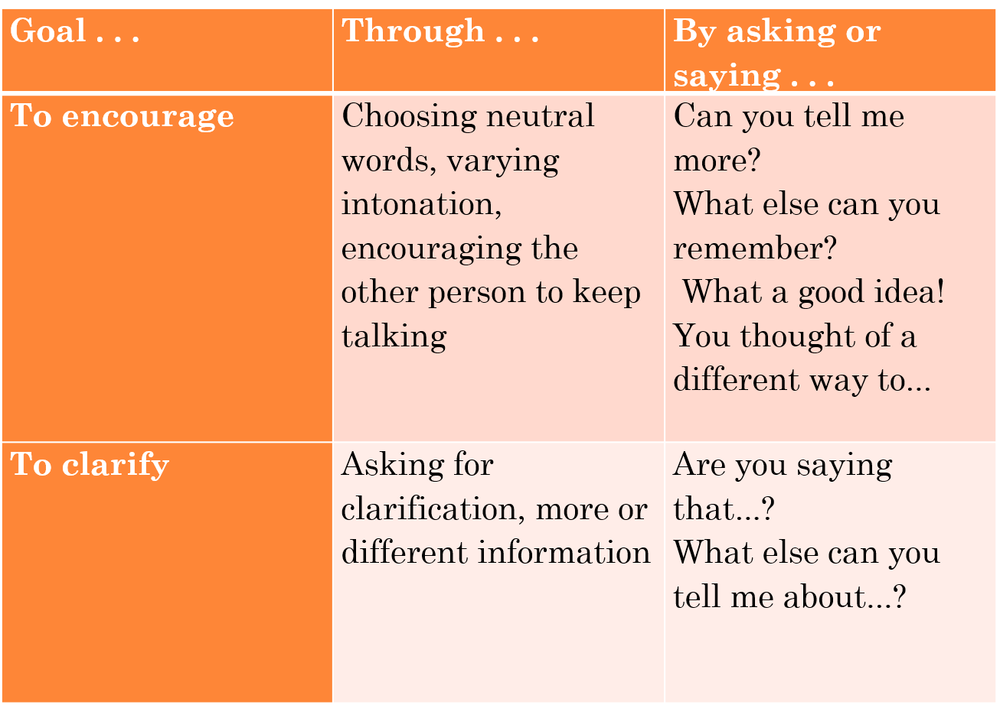 Goal . . .
Through . . .
By asking or
saying . . .
To encourage
Choosing neutral
words, varying
intonation,
encouraging the
other person to keep
talking
Can you tell me
more?
What else can you
remember?
What a good idea!
You thought of a
different way to...
To clarify
Asking for
clarification, more or
different information
Are you saying
that...?
What else can you
tell me about...?